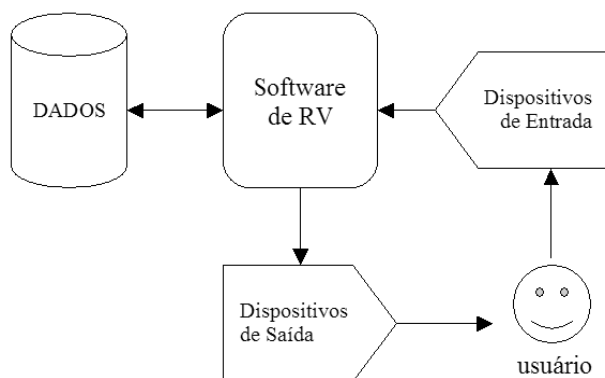 DADOS
Software
de RV
Dispositivos
de Entrada
Dispositivos
de Saída
usuário